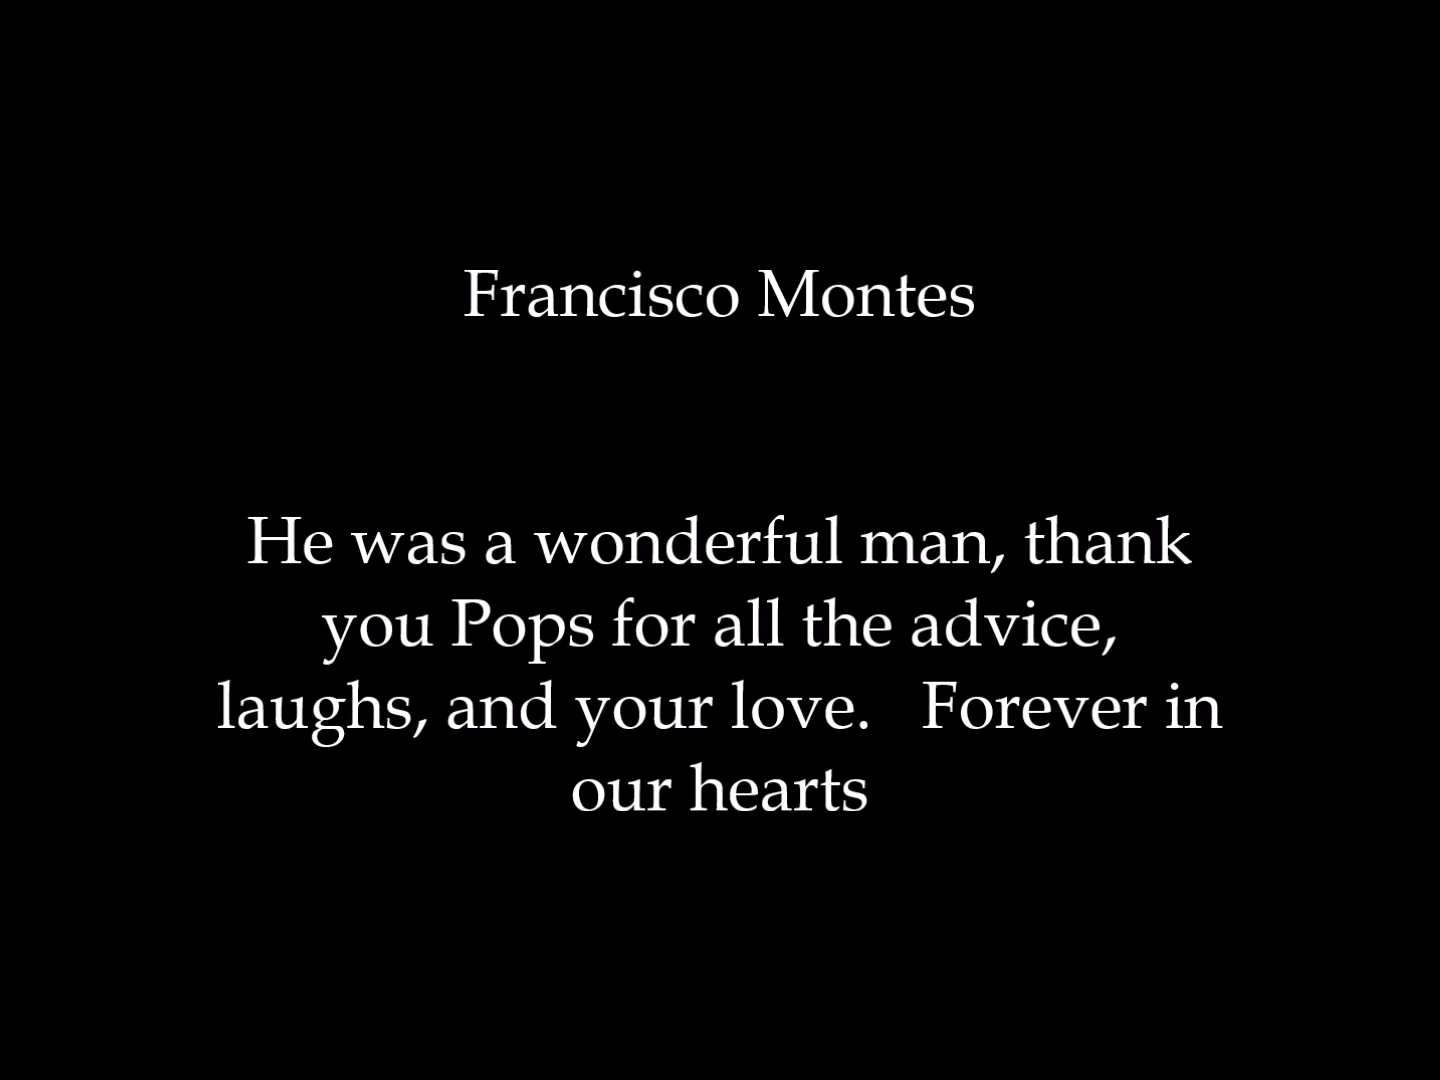 Francisco Montes
He was a wonderful man, thank
you Pops for all the advice,
laughs, and your love.   Forever in
our hearts